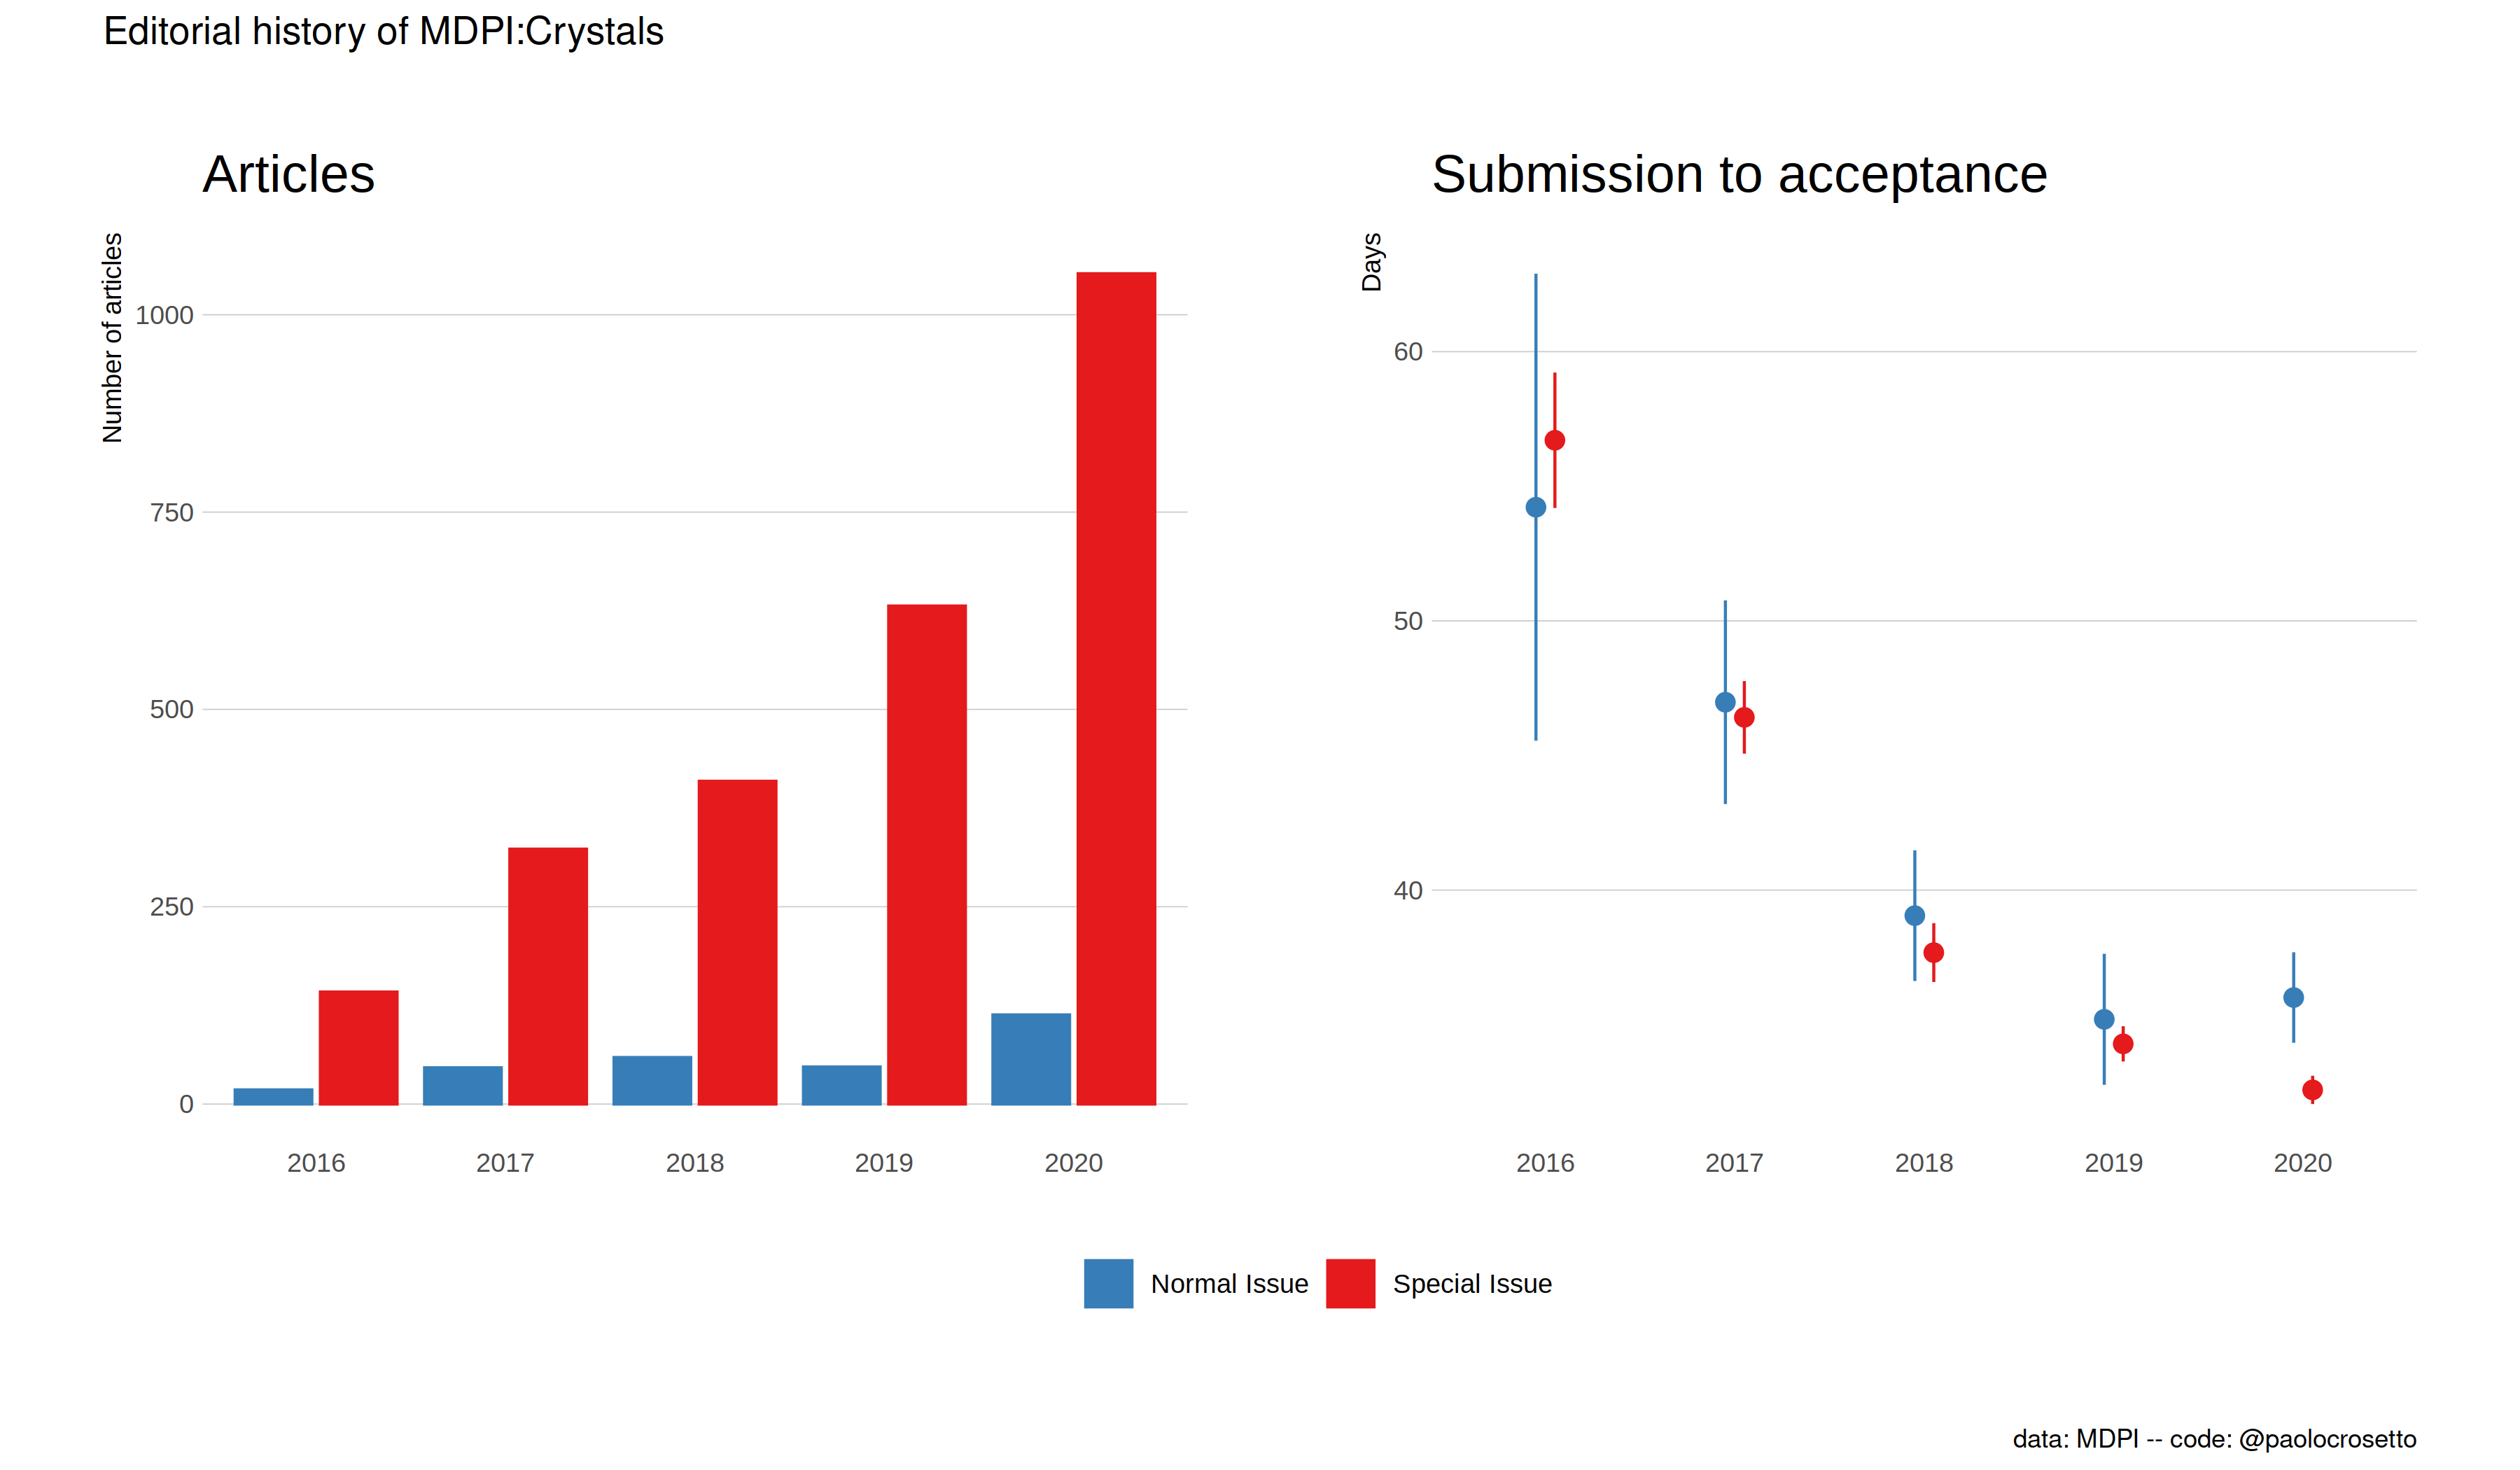 Editorial history of MDPI:Crystals
Articles
Number of articles
1000
750
500
250
0
2016 2017 2018 2019 2020
Submission to acceptance
Days
60
50
40
2016 2017 2018 2019 2020
Normal Issue Special Issue
data: MDPI -- code: @paolocrosetto